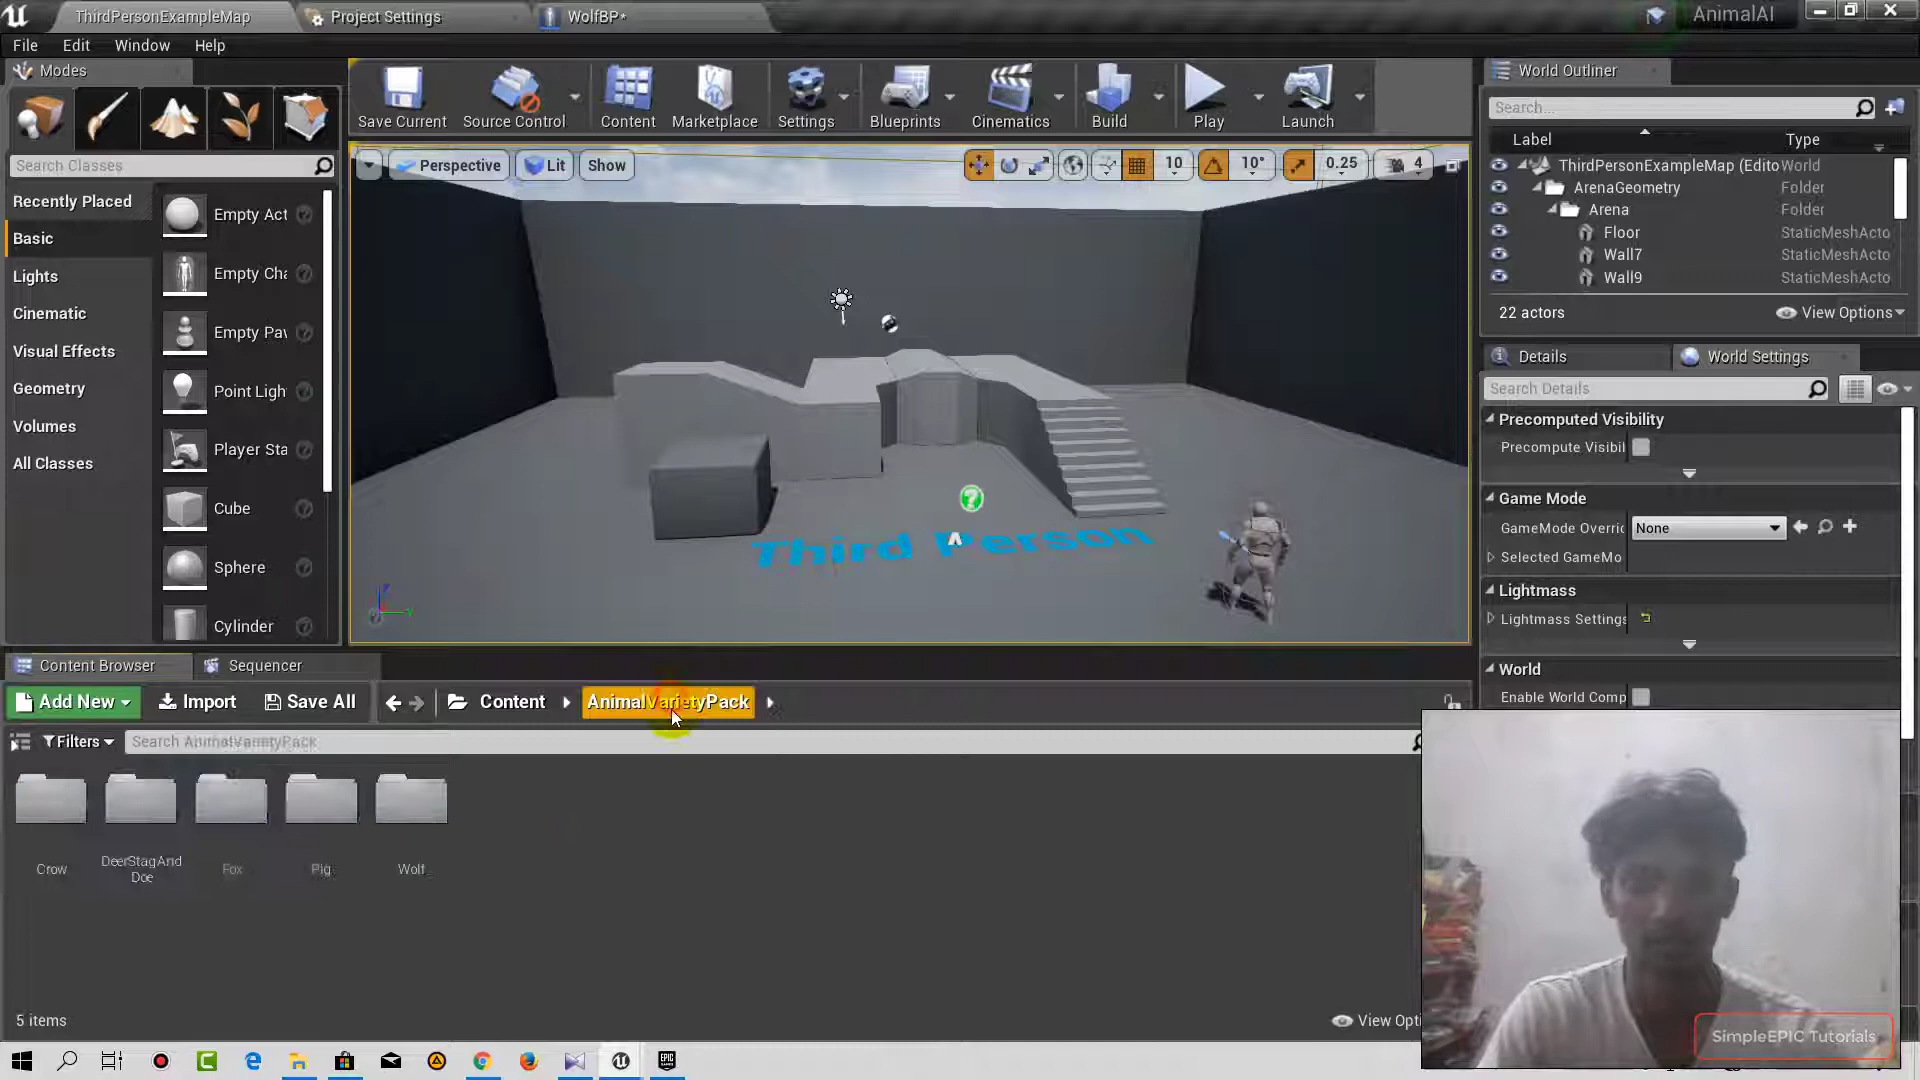 ThirdPersonExampleMap
Project Settings
WolfBP*
AnimalAI
File Edit Window Help
Modes
Search Classes
Recently Placed
Basic
Lights
Cinematic
Visual Effects
Geometry
Volumes
All Classes
Empty Act
Empty Cha
Empty Paw
Point Ligh
Player Sta
Cube
Sphere
Cylinder
Save Current
Source Control
Content
Marketplace
Settings
Blueprints
Cinematics
Build
Play
Launch
Perspective
Lit
Show
10
10°
0.25
4
Third Person
World Outliner
Search...
Label Type
ThirdPersonExampleMap (Edito World
ArenaGeometry Folder
Arena Folder
Floor StaticMeshActo
Wall7 StaticMeshActo
Wall9 StaticMeshActo
22 actors
View Options
Details
World Settings
Search Details
Precomputed Visibility
Precompute Visibil
Game Mode
GameMode Overri None
Selected GameMo
Lightmass
Lightmass Settings
World
Enable World Comp
Content Browser
Sequencer
Add New
Import
Save All
Content
AnimalVarietyPack
Filters
Search AnimalVarietyPack
Crow
DeerStagAnd
Doe
Fox
Pig
Wolf
5 items
View Opti
EPIC
SimpleEPIC Tutorials